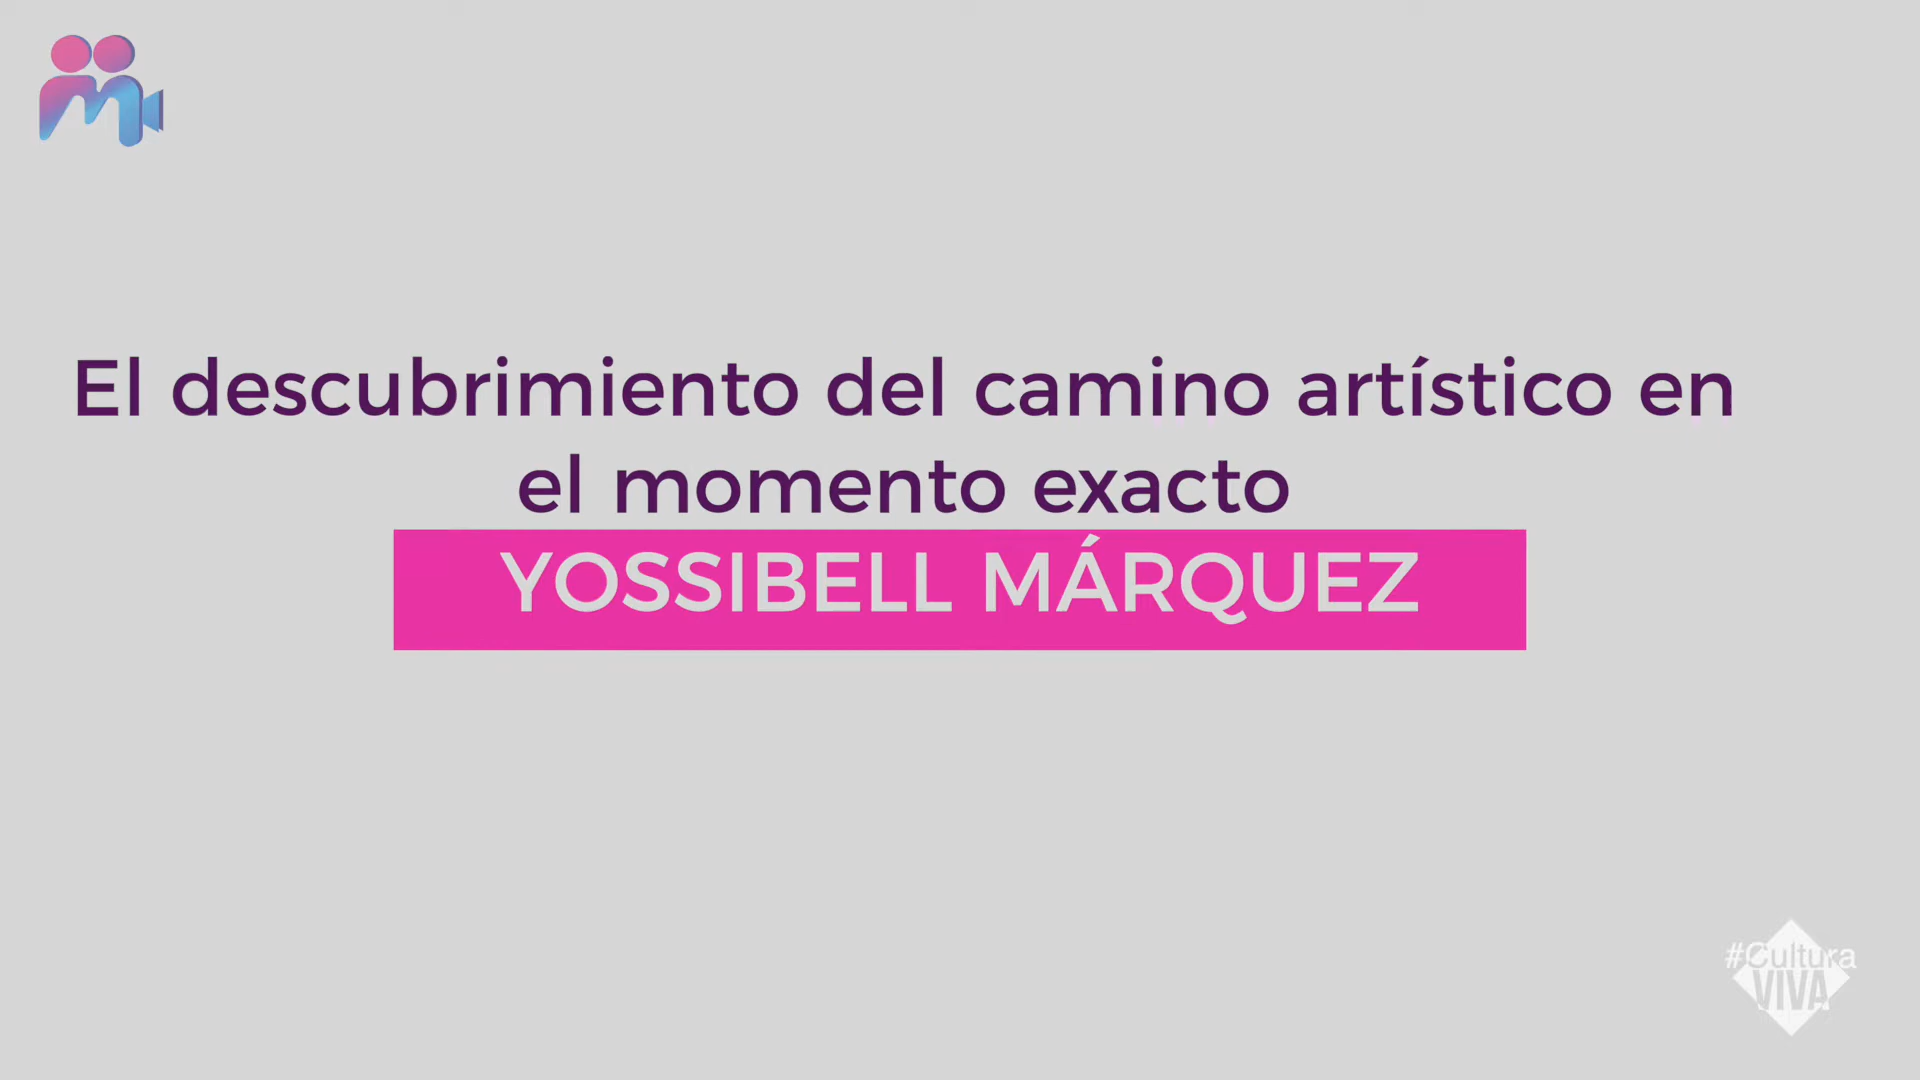 El descubrimiento del camino artístico en
el momento exacto
YOSSIBELL MÁRQUEZ
#Cultura
VIVA